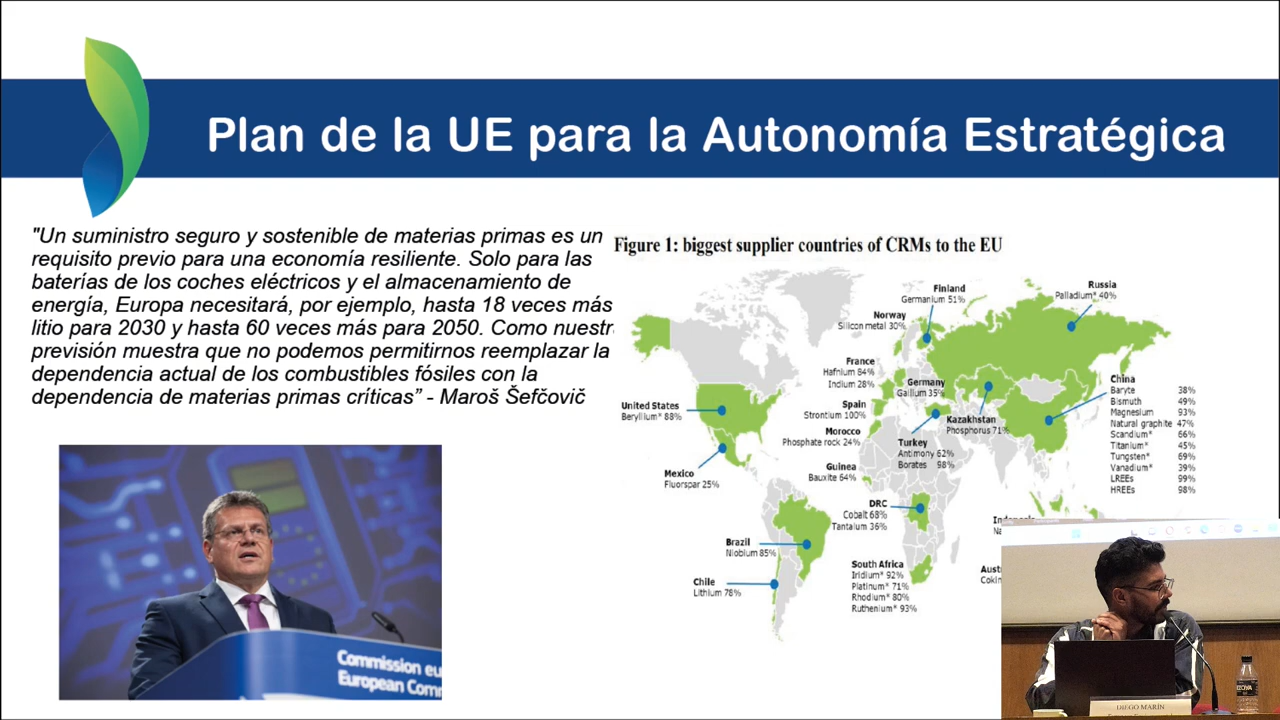 Plan de la UE para la Autonomía Estratégica
"Un suministro seguro y sostenible de materias primas es un
requisito previo para una economía resiliente. Solo para las
baterías de los coches eléctricos y el almacenamiento de
energía, Europa necesitará, por ejemplo, hasta 18 veces más
litio para 2030 y hasta 60 veces más para 2050. Como nuestr
previsión muestra que no podemos permitirnos reemplazar la
dependencia actual de los combustibles fósiles con la
dependencia de materias primas críticas” - Maroš Šefčovič
Commission eu
European Comm
Figure 1: biggest supplier countries of CRMs to the EU
Finland
Germanium 51%
Russia
Palladium* 40%
Norway
Silicon metal 30%
France
Hafnium 84%
Indium 28%
Germany
Gallium 35%
United States
Beryllium* 88%
Spain
Strontium 100%
Kazakhstan
Phosphorus 71%
China
Baryte 38%
Bismuth 49%
Magnesium 93%
Natural graphite 47%
Scandium* 66%
Titanium* 45%
Tungsten* 69%
Vanadium* 39%
LREEs 99%
HREEs 98%
Morocco
Phosphate rock 24%
Turkey
Antimony 62%
Borates 98%
Mexico
Fluorspar 25%
Guinea
Bauxite 64%
DRC
Cobalt 68%
Tantalum 36%
Brazil
Niobium 85%
Chile
Lithium 78%
South Africa
Iridium* 92%
Platinum* 71%
Rhodium* 80%
Ruthenium* 93%
Indonesia
Na
Aust
Cokin
DIEGO MARÍN